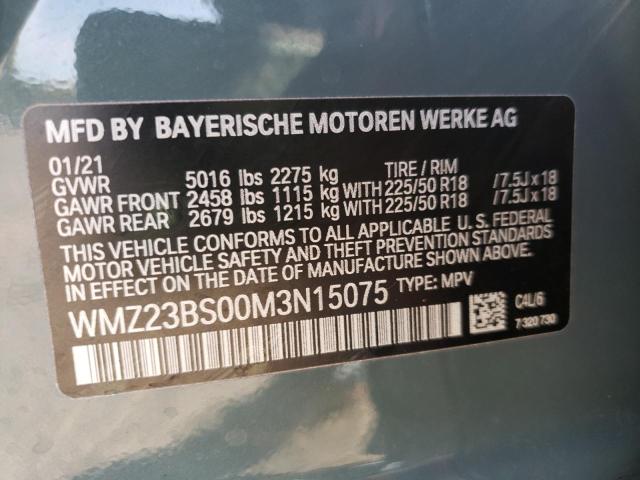 MFD BY BAYERISCHE MOTOREN WERKE AG
01/21 TIRE / RIM
GVWR 5016 lbs 2275 kg
GAWR FRONT 2458 lbs 1115 kg WITH 225/50 R18 /7.5J x 18
GAWR REAR 2679 lbs 1215 kg WITH 225/50 R18 /7.5J x 18
THIS VEHICLE CONFORMS TO ALL APPLICABLE U. S. FEDERAL
MOTOR VEHICLE SAFETY AND THEFT PREVENTION STANDARDS
IN EFFECT ON THE DATE OF MANUFACTURE SHOWN ABOVE.
WMZ23BS00M3N15075 TYPE: MPV
C4L/6
7 320 730